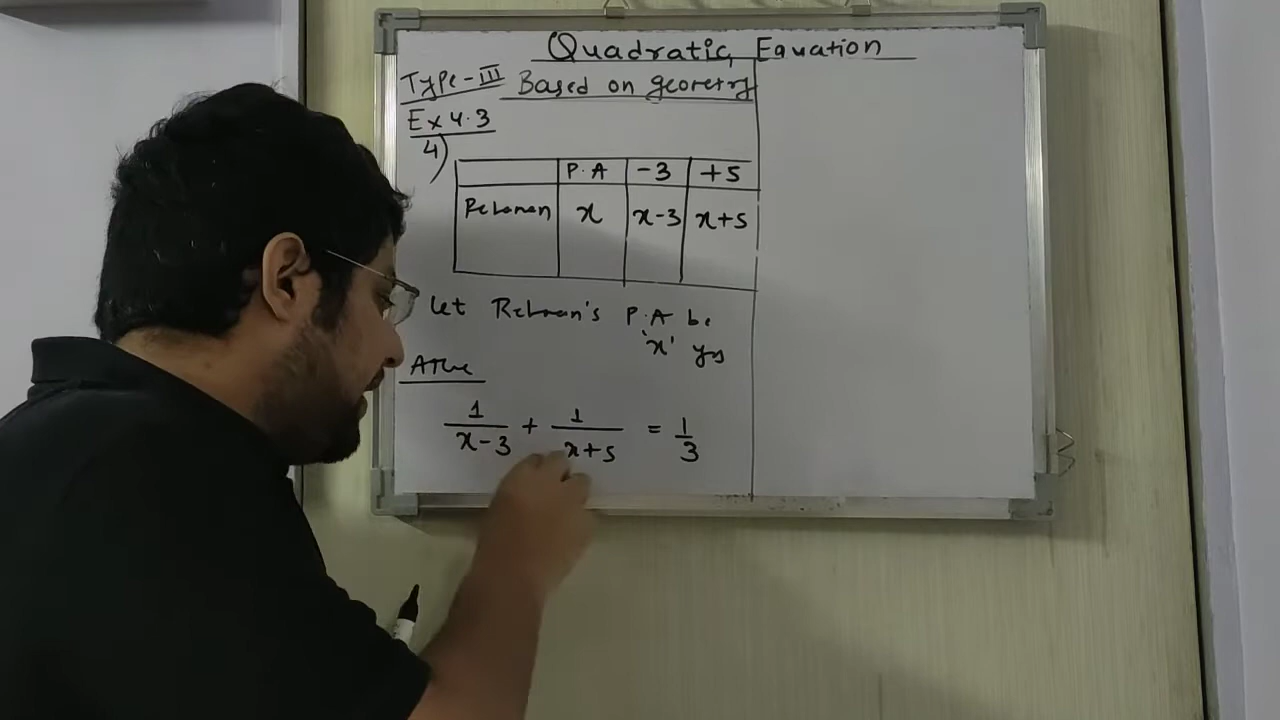 Quadratic Equation
Type-III Based on geometry
Ex 4.3
4)
P.A -3 +5
Rehman x x-3 x+5
Let Rehman's P.A be
'x' yrs
ATQ
1/(x-3) + 1/(x+5) = 1/3